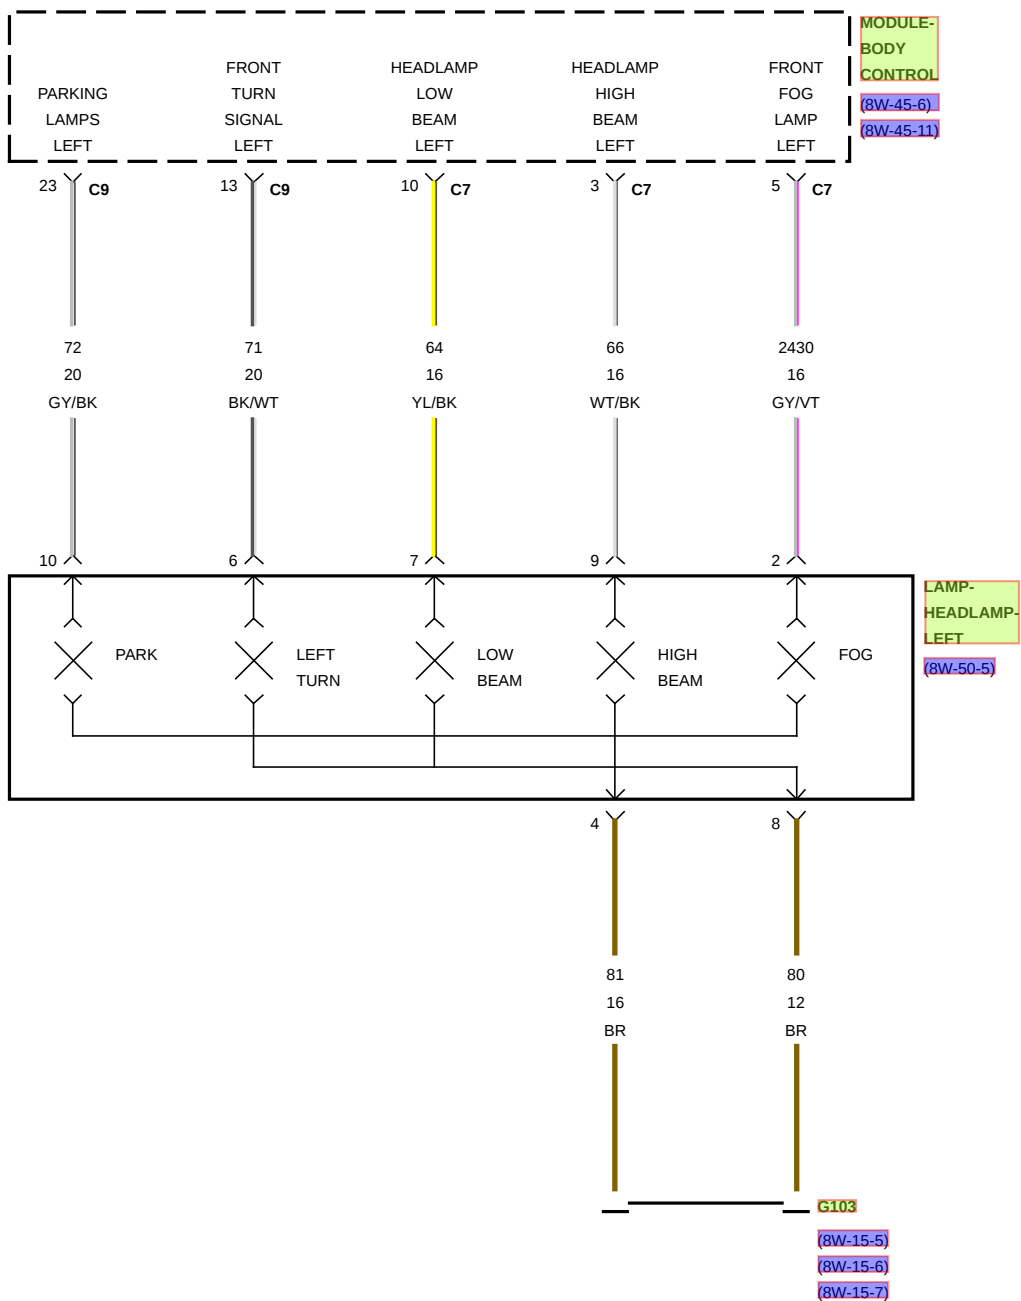 MODULE-
BODY
CONTROL
(8W-45-6)
(8W-45-11)
PARKING
LAMPS
LEFT
FRONT
TURN
SIGNAL
LEFT
HEADLAMP
LOW
BEAM
LEFT
HEADLAMP
HIGH
BEAM
LEFT
FRONT
FOG
LAMP
LEFT
23 C9 13 C9 10 C7 3 C7 5 C7
72 71 64 66 2430
20 20 16 16 16
GY/BK BK/WT YL/BK WT/BK GY/VT
10 6 7 9 2
LAMP-
HEADLAMP-
LEFT
(8W-50-5)
PARK
LEFT
TURN
LOW
BEAM
HIGH
BEAM
FOG
4 8
81 80
16 12
BR BR
G103
(8W-15-5)
(8W-15-6)
(8W-15-7)